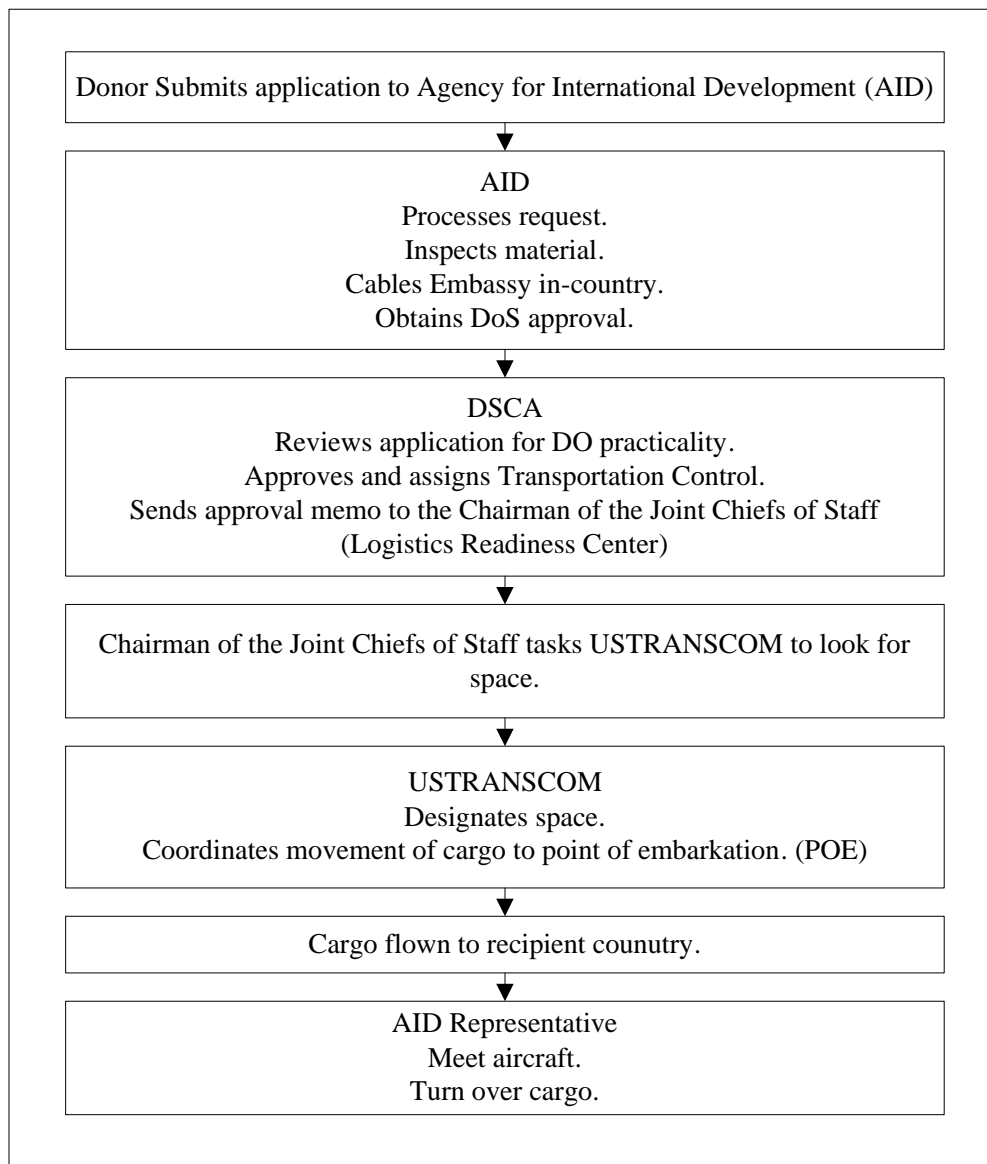 Donor Submits application to Agency for International Development (AID)
AID
Processes request.
Inspects material.
Cables Embassy in-country.
Obtains DoS approval.
DSCA
Reviews application for DO practicality.
Approves and assigns Transportation Control.
Sends approval memo to the Chairman of the Joint Chiefs of Staff
(Logistics Readiness Center)
Chairman of the Joint Chiefs of Staff tasks USTRANSCOM to look for
space.
USTRANSCOM
Designates space.
Coordinates movement of cargo to point of embarkation. (POE)
Cargo flown to recipient counutry.
AID Representative
Meet aircraft.
Turn over cargo.